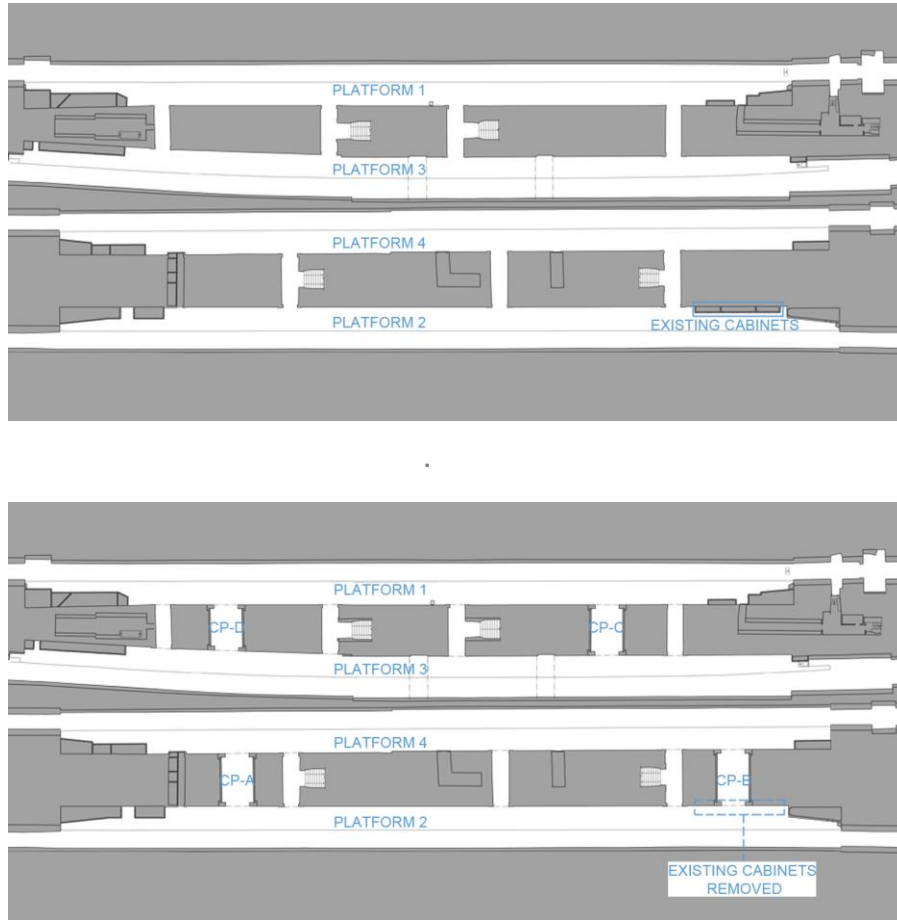 PLATFORM 1
PLATFORM 3
PLATFORM 4
PLATFORM 2
EXISTING CABINETS
PLATFORM 1
CP-D
CP-C
PLATFORM 3
PLATFORM 4
CP-A
CP-B
PLATFORM 2
EXISTING CABINETS
REMOVED